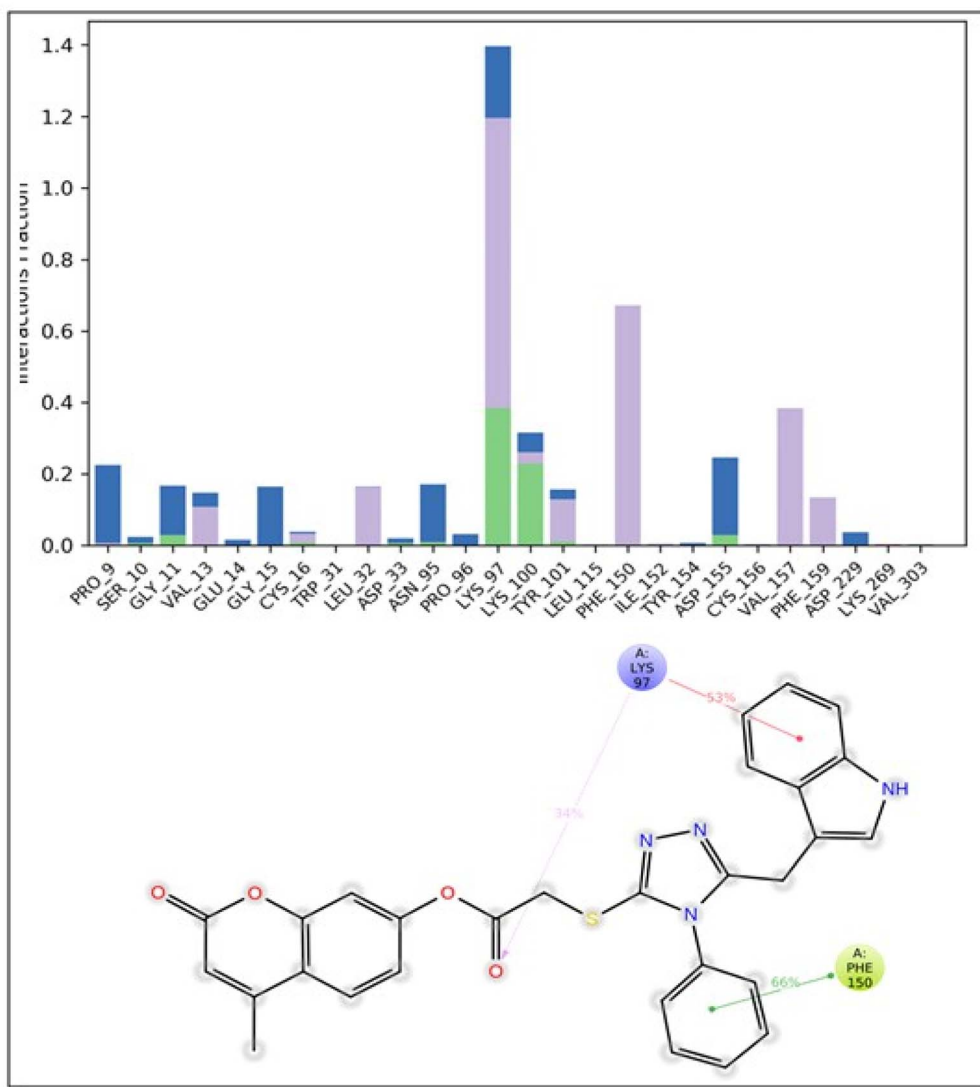 1.4
1.2
1.0
0.8
0.6
0.4
0.2
0.0
Interactions Fraction
PRO_9
SER_10
GLY_11
VAL_13
GLU_14
GLY_15
CYS_16
TRP_31
LEU_32
ASP_33
ASN_95
PRO_96
LYS_97
LYS_100
TYR_101
LEU_115
PHE_150
ILE_152
TYR_154
ASP_155
CYS_156
VAL_157
PHE_159
ASP_229
LYS_269
VAL_303
A:
LYS
97
53%
NH
34%
N N
O O O
S
N
O
A:
PHE
150
66%